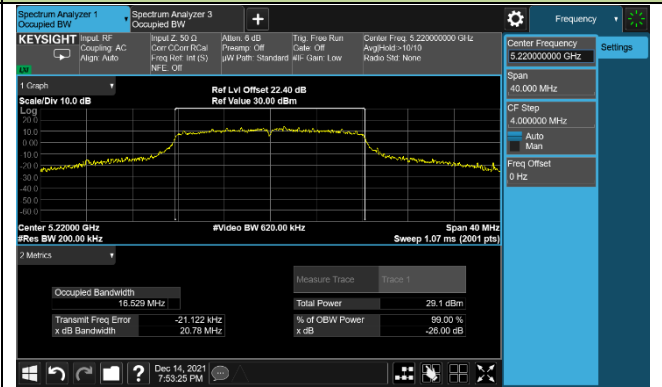 Spectrum Analyzer 1
Occupied BW
Spectrum Analyzer 3
Occupied BW
+
Frequency
KEYSIGHT
Input: RF
Coupling: AC
Align: Auto
Input Z: 50 Ω
Corr CCorr RCal
Freq Ref: Int (S)
NFE: Off
Atten: 6 dB
Preamp: Off
µW Path: Standard
Trig: Free Run
Gate: Off
#IF Gain: Low
Center Freq: 5.220000000 GHz
Avg|Hold:>10/10
Radio Std: None
Center Frequency
5.220000000 GHz
Settings
Span
40.000 MHz
CF Step
4.000000 MHz
Auto
Man
Freq Offset
0 Hz
1 Graph
Scale/Div 10.0 dB
Ref Lvl Offset 22.40 dB
Ref Value 30.00 dBm
Log
20.0
10.0
0.00
-10.0
-20.0
-30.0
-40.0
-50.0
-60.0
Center 5.22000 GHz
#Video BW 620.00 kHz
Span 40 MHz
#Res BW 200.00 kHz
Sweep 1.07 ms (2001 pts)
2 Metrics
Measure Trace
Trace 1
Occupied Bandwidth
16.529 MHz
Total Power
29.1 dBm
Transmit Freq Error
-21.122 kHz
% of OBW Power
99.00 %
x dB Bandwidth
20.78 MHz
x dB
-26.00 dB
?
Dec 14, 2021
7:53:25 PM